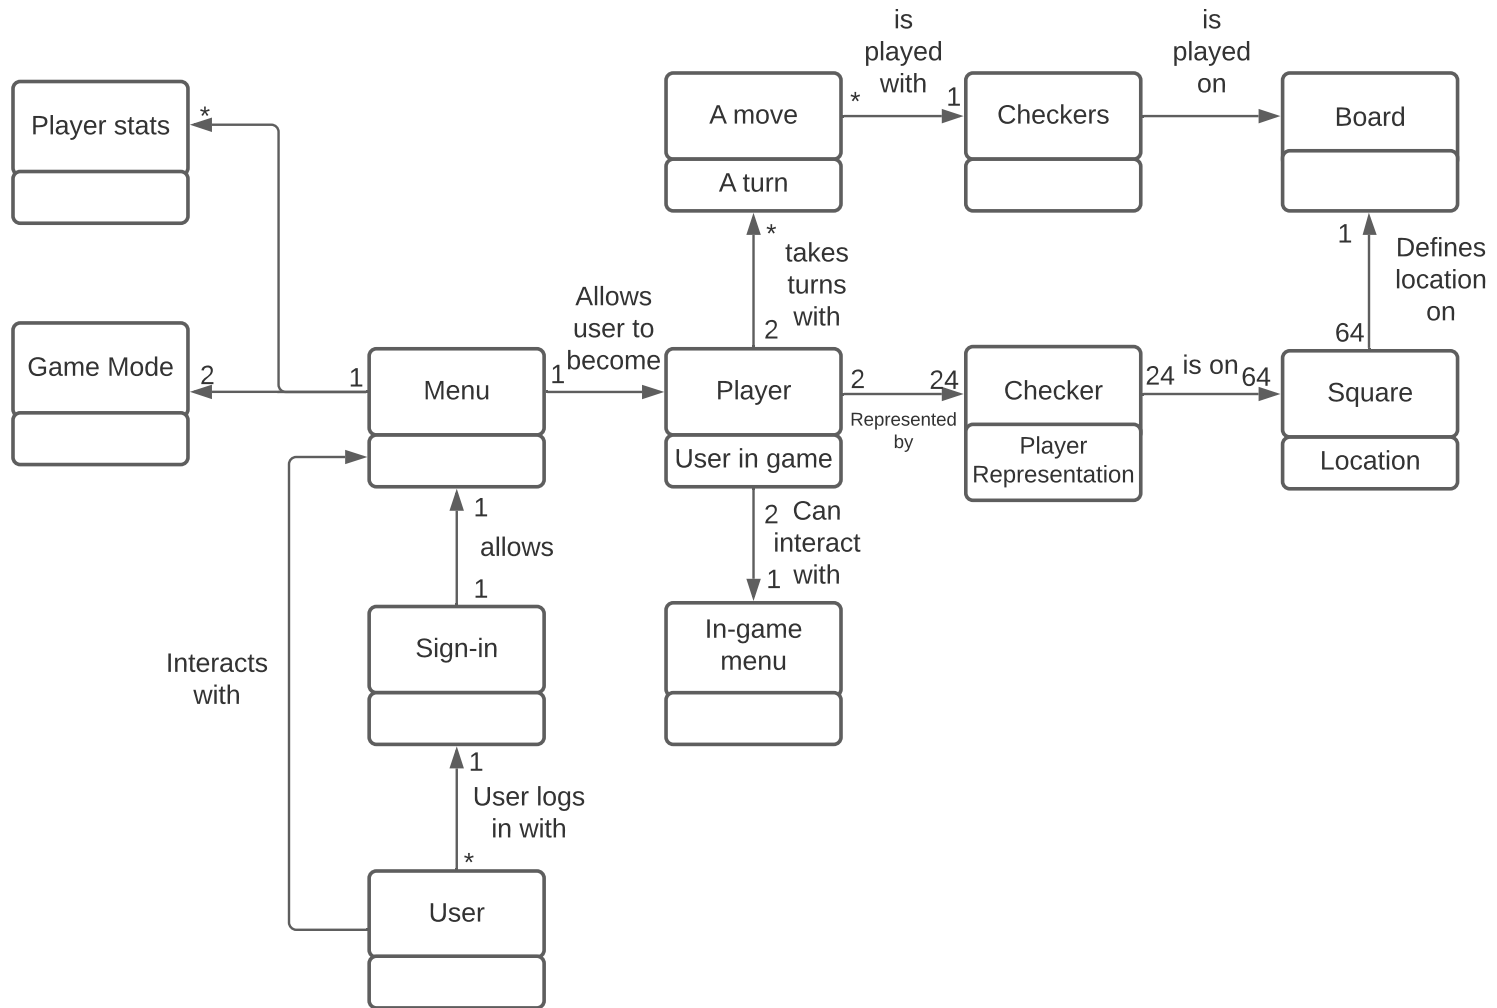 is
played
with
is
played
on
Player stats
*
A move
A turn
*
1
Checkers
Board
*
takes
turns
with
2
1
Defines
location
on
64
Game Mode
2
1
Menu
Allows
user to
become
1
Player
User in game
2
24
Represented
by
Checker
Player
Representation
24
is on
64
Square
Location
1
allows
1
2
Can
interact
with
1
Sign-in
In-game
menu
Interacts
with
1
User logs
in with
*
User